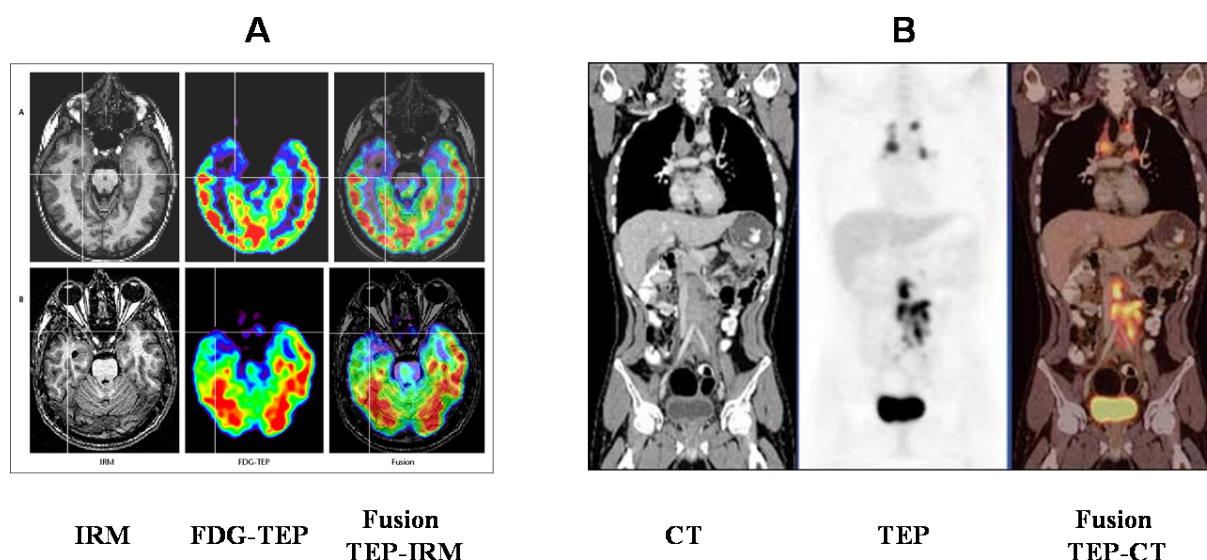 A
B
A
B
IRM
FDG-TEP
Fusion
IRM
FDG-TEP
Fusion
TEP-IRM
CT
TEP
Fusion
TEP-CT